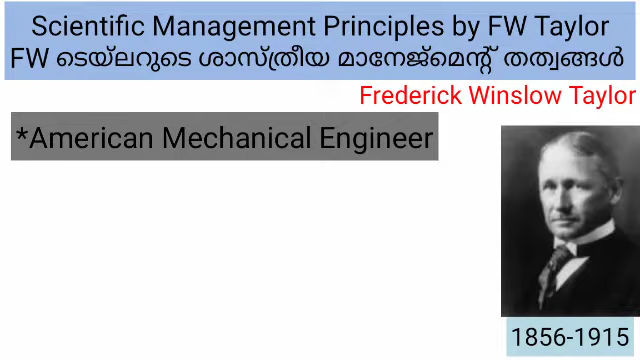 Scientific Management Principles by FW Taylor
FW ടെയ്ലറുടെ ശാസ്ത്രീയ മാനേജ്മെന്റ് തത്വങ്ങൾ
Frederick Winslow Taylor
*American Mechanical Engineer
1856-1915